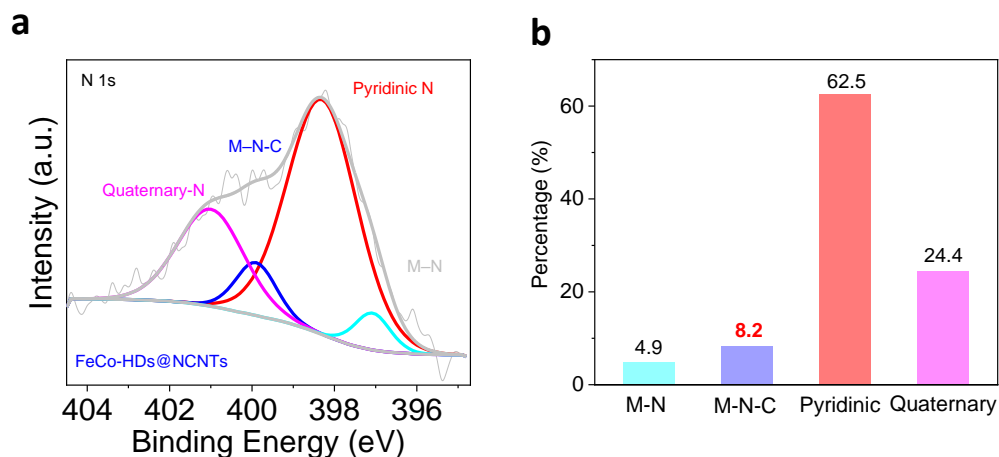 a
N 1s
Pyridinic N
M–N-C
Quaternary-N
M–N
FeCo-HDs@NCNTs
Intensity (a.u.)
404 402 400 398 396
Binding Energy (eV)
b
62.5
60
40
24.4
20
8.2
4.9
0
Percentage (%)
M-N M-N-C Pyridinic Quaternary